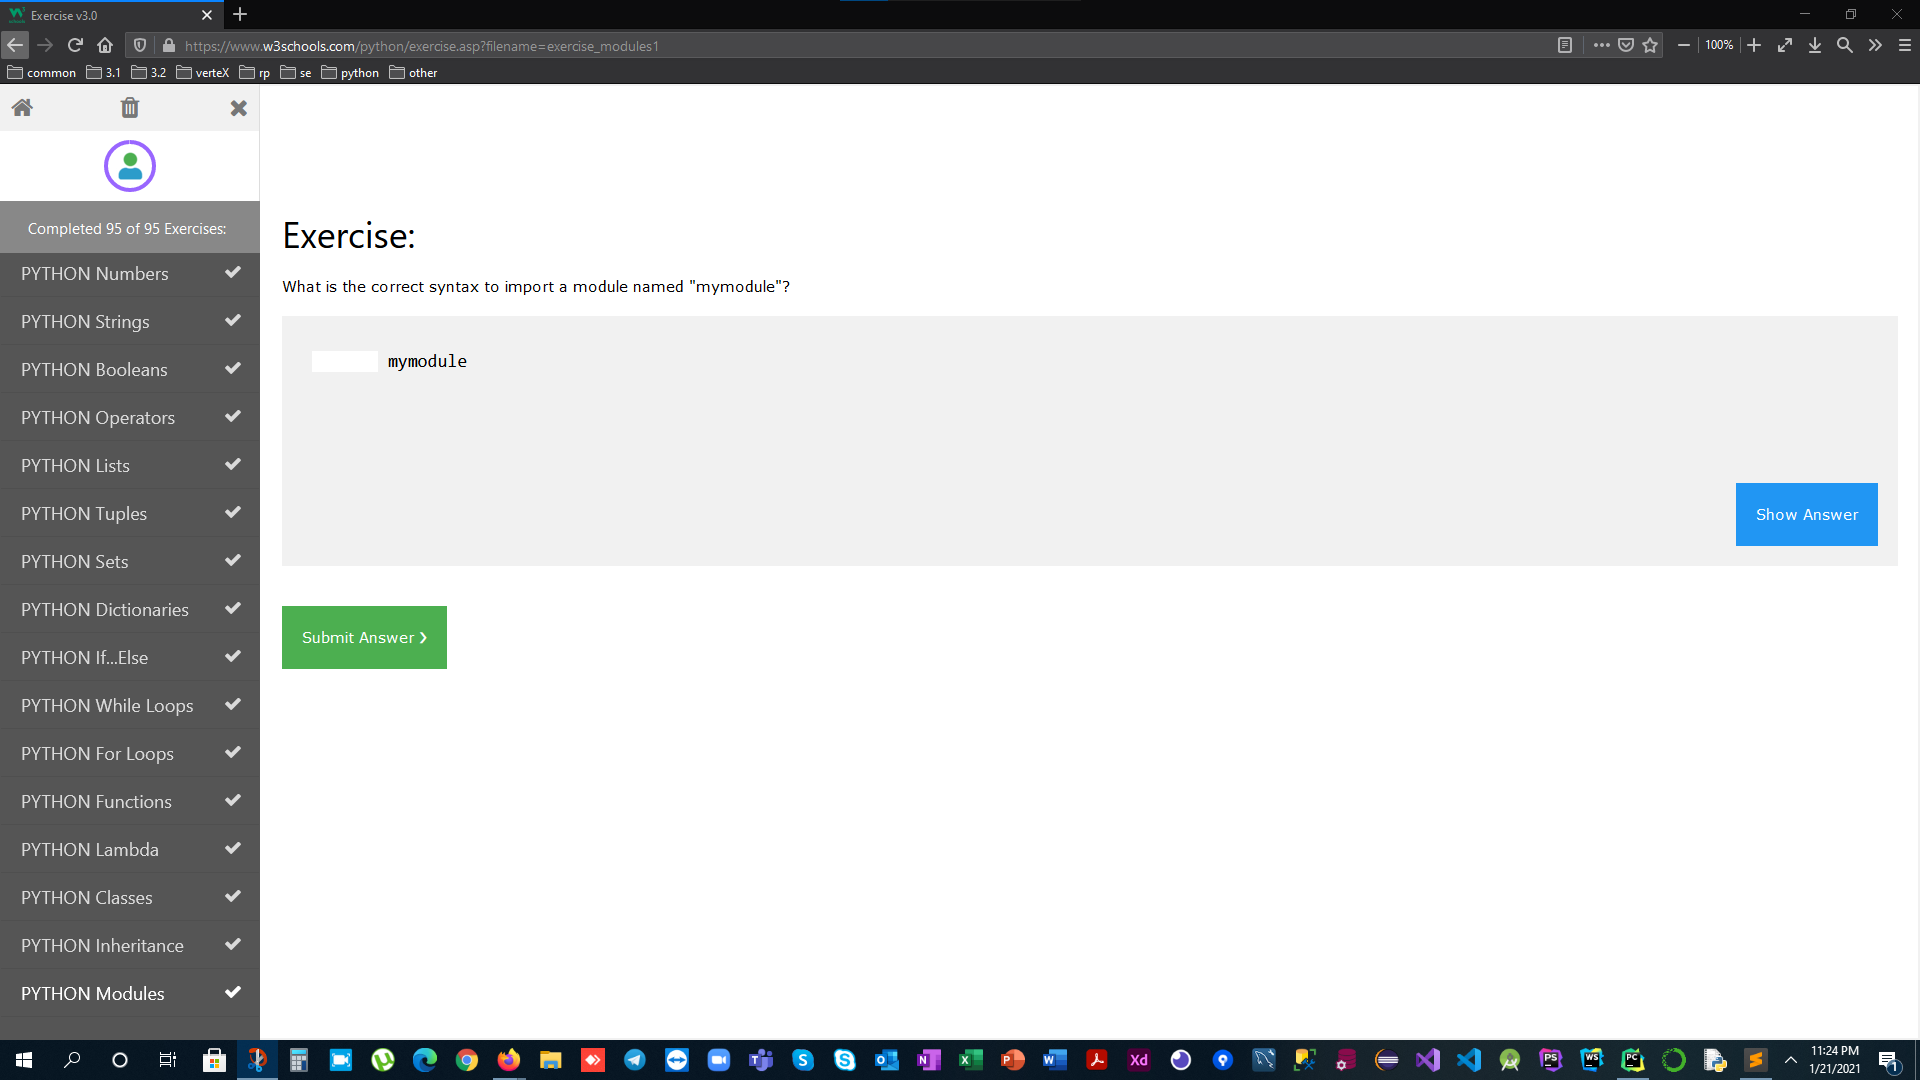 Exercise v3.0
https://www.w3schools.com/python/exercise.asp?filename=exercise_modules1
100%
common
3.1
3.2
verteX
rp
se
python
other
Completed 95 of 95 Exercises:
PYTHON Numbers
PYTHON Strings
PYTHON Booleans
PYTHON Operators
PYTHON Lists
PYTHON Tuples
PYTHON Sets
PYTHON Dictionaries
PYTHON If...Else
PYTHON While Loops
PYTHON For Loops
PYTHON Functions
PYTHON Lambda
PYTHON Classes
PYTHON Inheritance
PYTHON Modules
Exercise:
What is the correct syntax to import a module named "mymodule"?
mymodule
Show Answer
Submit Answer ❯
11:24 PM
1/21/2021
1